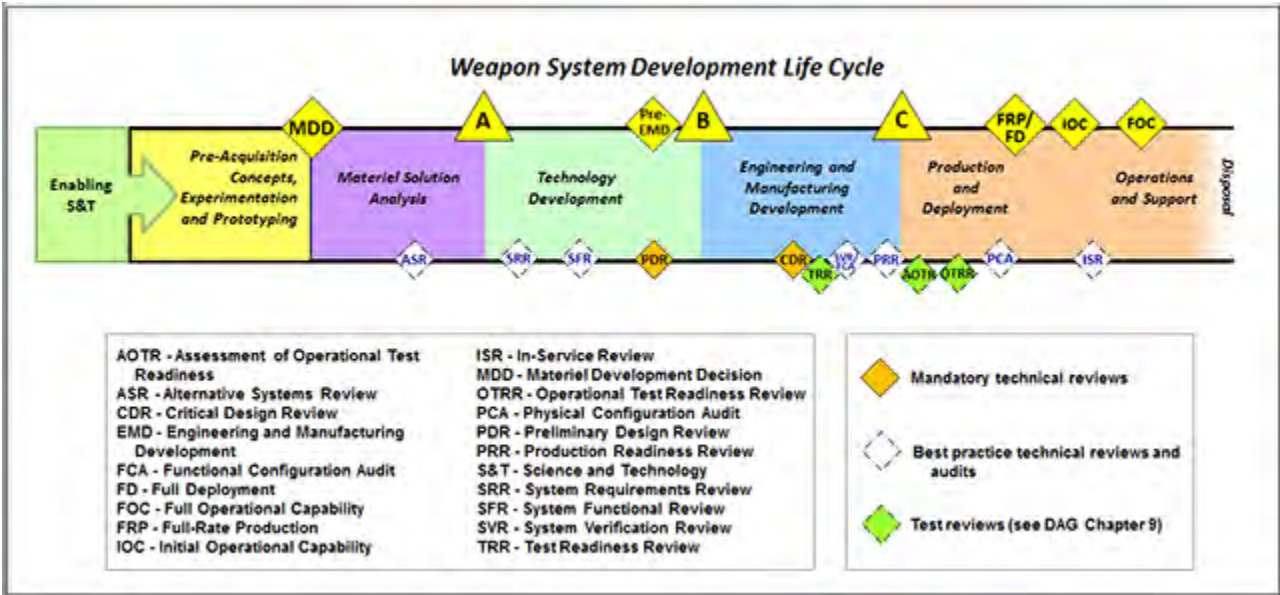 Weapon System Development Life Cycle
MDD
A
Pre-
EMD
B
C
FRP/
FD
IOC
FOC
Enabling
S&T
Pre-Acquisition
Concepts,
Experimentation
and Prototyping
Materiel Solution
Analysis
Technology
Development
Engineering and
Manufacturing
Development
Production
and
Deployment
Operations
and Support
Disposal
ASR
SRR
SFR
PDR
CDR
TRR
SVR
FCA
PRR
AOTR
OTRR
PCA
ISR
AOTR - Assessment of Operational Test
Readiness
ASR - Alternative Systems Review
CDR - Critical Design Review
EMD - Engineering and Manufacturing
Development
FCA - Functional Configuration Audit
FD - Full Deployment
FOC - Full Operational Capability
FRP - Full-Rate Production
IOC - Initial Operational Capability
ISR - In-Service Review
MDD - Materiel Development Decision
OTRR - Operational Test Readiness Review
PCA - Physical Configuration Audit
PDR - Preliminary Design Review
PRR - Production Readiness Review
S&T - Science and Technology
SRR - System Requirements Review
SFR - System Functional Review
SVR - System Verification Review
TRR - Test Readiness Review
Mandatory technical reviews
Best practice technical reviews and
audits
Test reviews (see DAG Chapter 9)